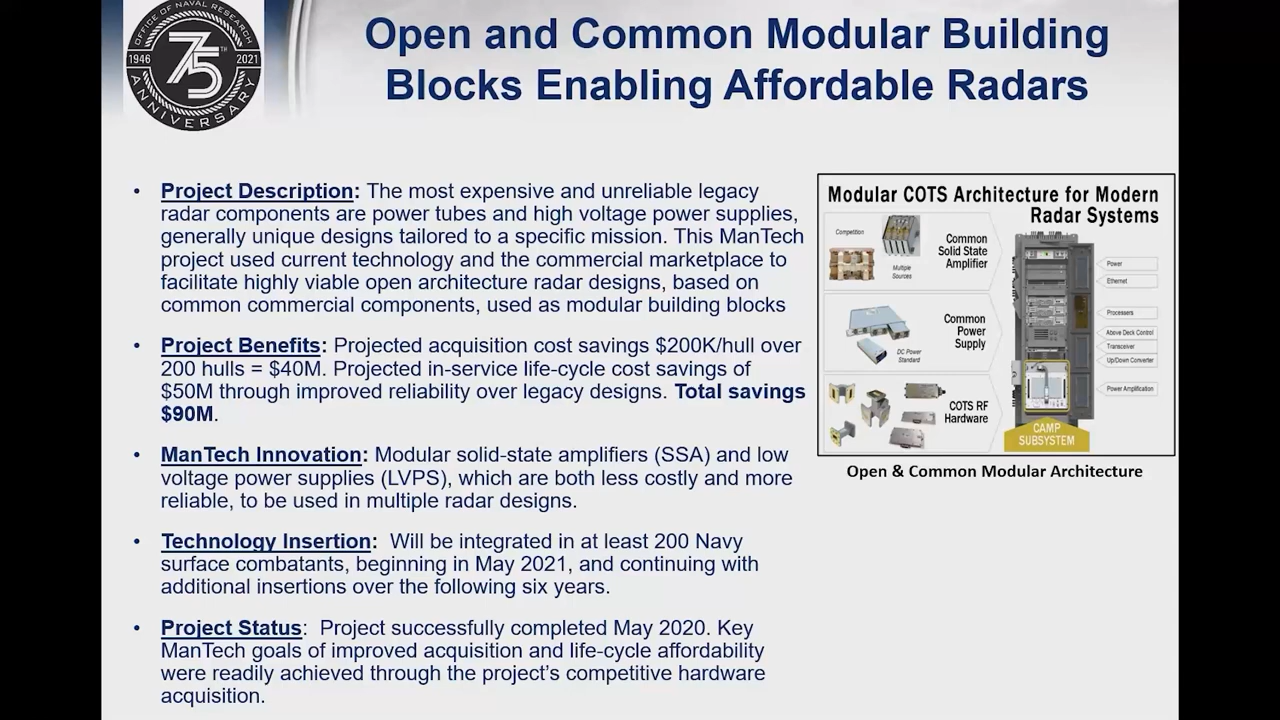 OFFICE OF NAVAL RESEARCH
75TH
1946 2021
ANNIVERSARY
Open and Common Modular Building
Blocks Enabling Affordable Radars
• Project Description: The most expensive and unreliable legacy
radar components are power tubes and high voltage power supplies,
generally unique designs tailored to a specific mission. This ManTech
project used current technology and the commercial marketplace to
facilitate highly viable open architecture radar designs, based on
common commercial components, used as modular building blocks
• Project Benefits: Projected acquisition cost savings $200K/hull over
200 hulls = $40M. Projected in-service life-cycle cost savings of
$50M through improved reliability over legacy designs. Total savings
$90M.
• ManTech Innovation: Modular solid-state amplifiers (SSA) and low
voltage power supplies (LVPS), which are both less costly and more
reliable, to be used in multiple radar designs.
• Technology Insertion: Will be integrated in at least 200 Navy
surface combatants, beginning in May 2021, and continuing with
additional insertions over the following six years.
• Project Status: Project successfully completed May 2020. Key
ManTech goals of improved acquisition and life-cycle affordability
were readily achieved through the project's competitive hardware
acquisition.
Modular COTS Architecture for Modern
Radar Systems
Competition
Multiple
Sources
Common
Solid State
Amplifier
DC Power
Standard
Common
Power
Supply
COTS RF
Hardware
Power
Ethernet
Processers
Above Deck Control
Transceiver
Up/Down Converter
Power Amplification
CAMP
SUBSYSTEM
Open & Common Modular Architecture